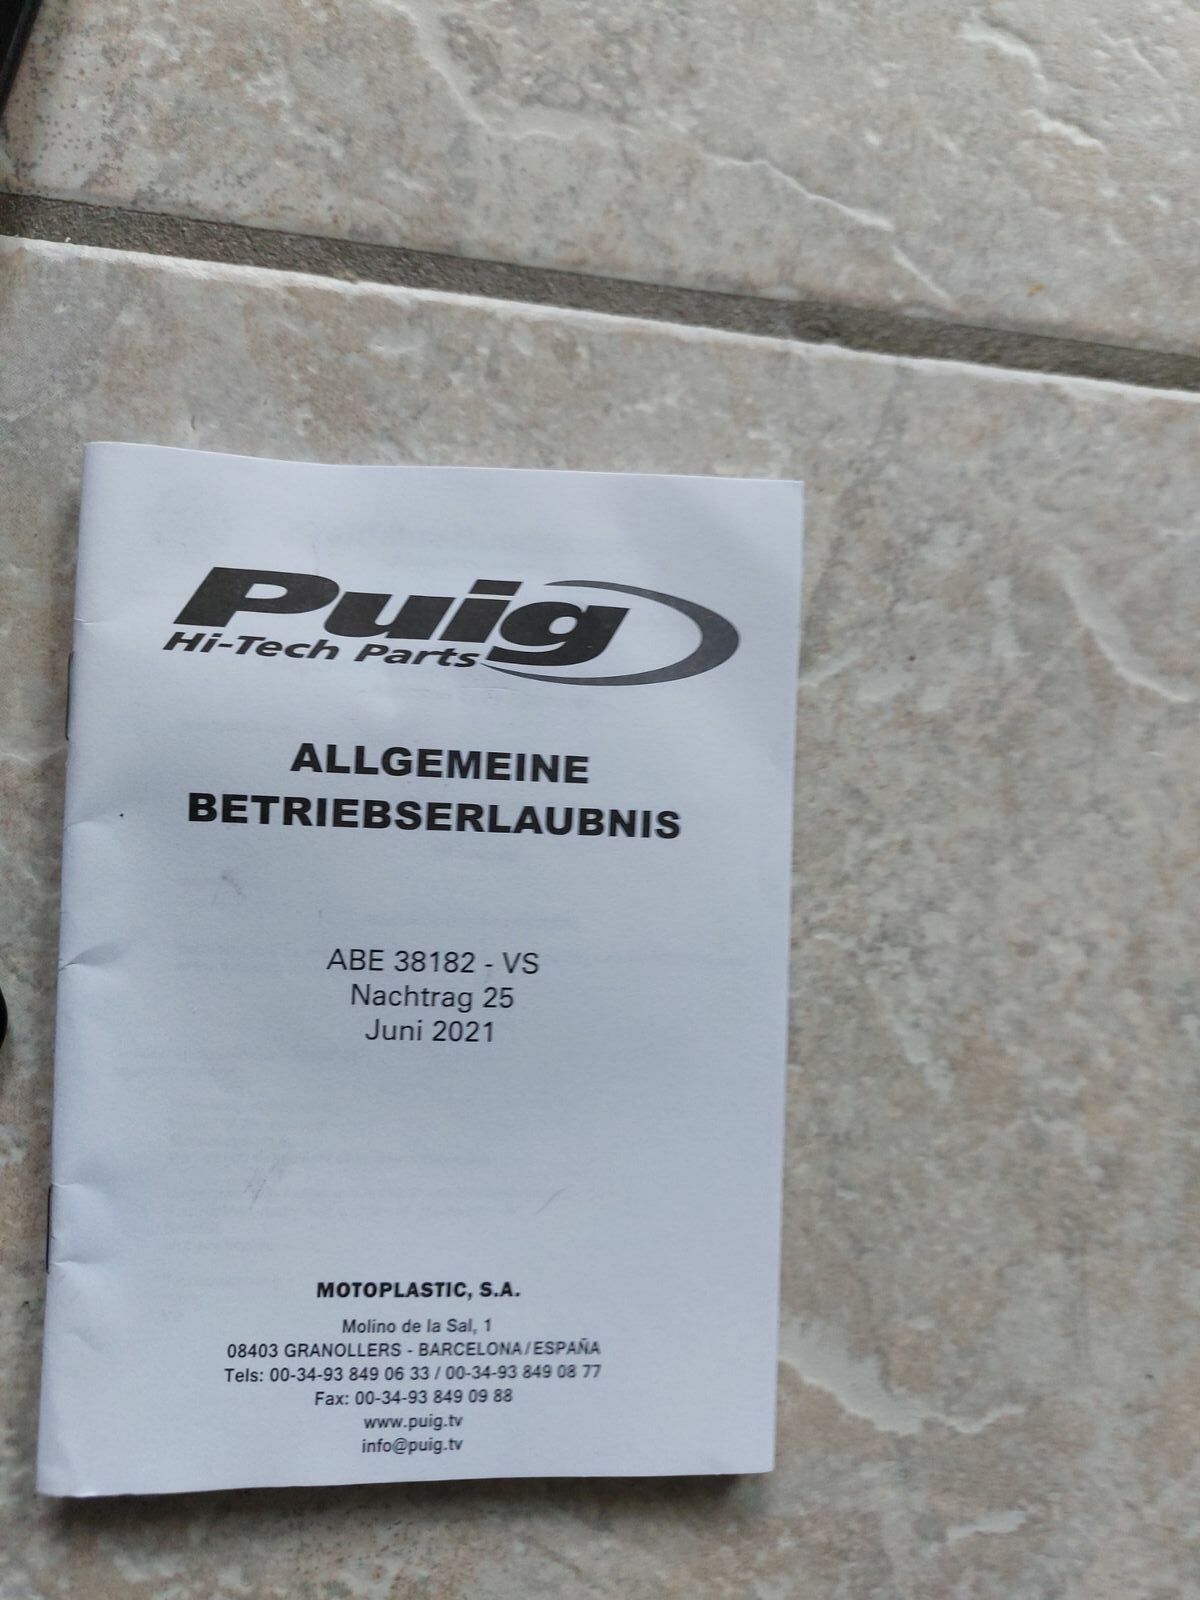 Puig
Hi-Tech Parts
ALLGEMEINE
BETRIEBSERLAUBNIS
ABE 38182 - VS
Nachtrag 25
Juni 2021
MOTOPLASTIC, S.A.
Molino de la Sal, 1
08403 GRANOLLERS - BARCELONA/ESPAÑA
Tels: 00-34-93 849 06 33 / 00-34-93 849 08 77
Fax: 00-34-93 849 09 88
www.puig.tv
info@puig.tv